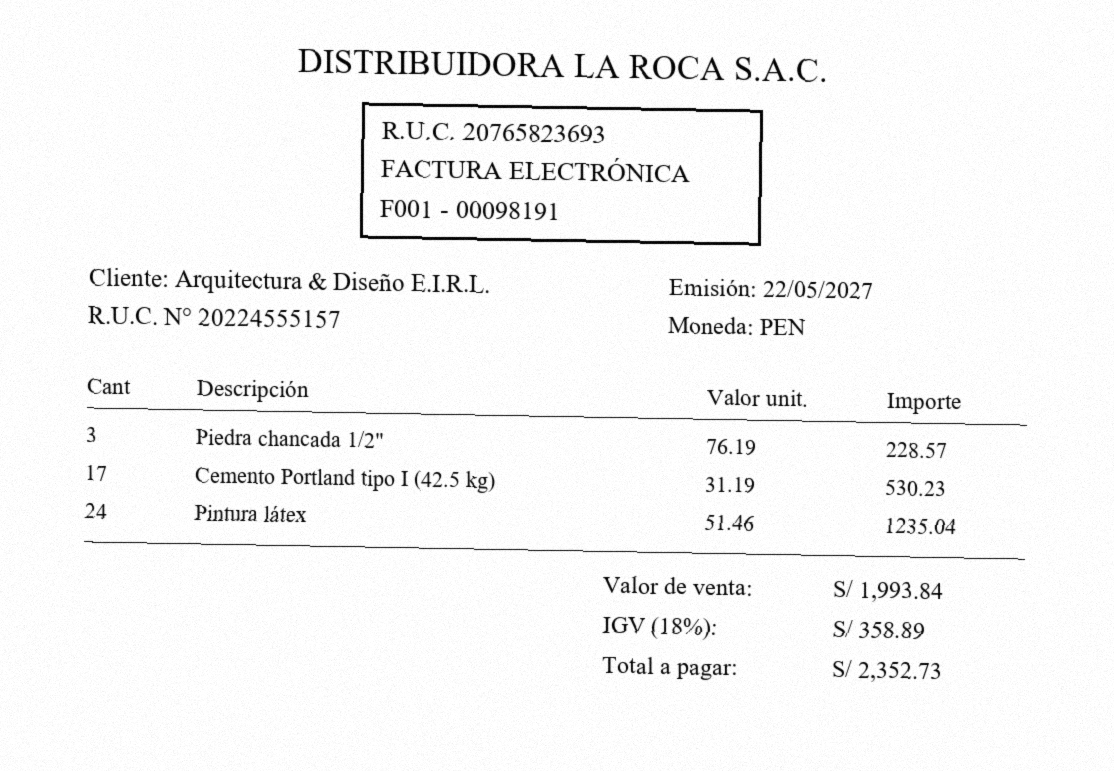 DISTRIBUIDORA LA ROCA S.A.C.
R.U.C. 20765823693
FACTURA ELECTRÓNICA
F001 - 00098191
Cliente: Arquitectura & Diseño E.I.R.L.
Emisión: 22/05/2027
R.U.C. N° 20224555157
Moneda: PEN
Cant Descripción Valor unit. Importe
3 Piedra chancada 1/2" 76.19 228.57
17 Cemento Portland tipo I (42.5 kg) 31.19 530.23
24 Pintura látex 51.46 1235.04
Valor de venta: S/ 1,993.84
IGV (18%): S/ 358.89
Total a pagar: S/ 2,352.73